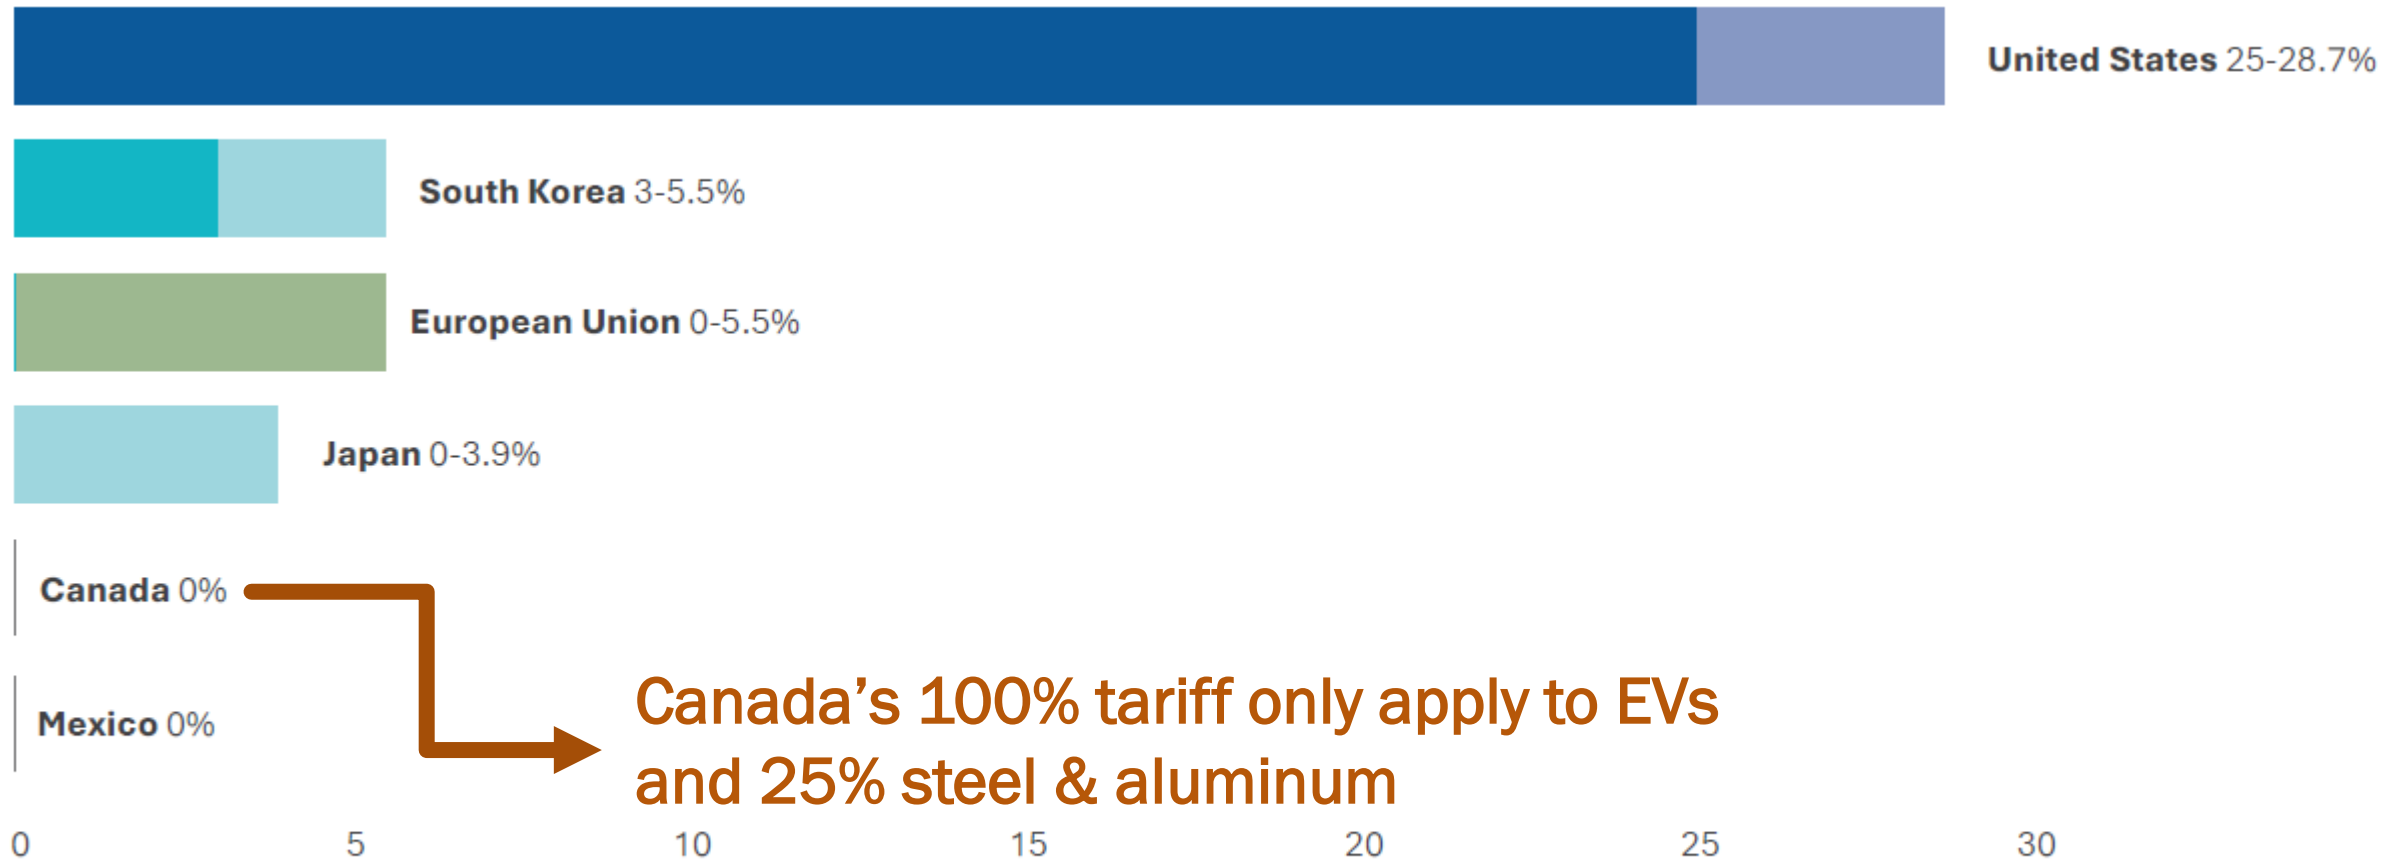 United States 25-28.7%
South Korea 3-5.5%
European Union 0-5.5%
Japan 0-3.9%
Canada 0%
Mexico 0%
Canada’s 100% tariff only apply to EVs
and 25% steel & aluminum
0 5 10 15 20 25 30